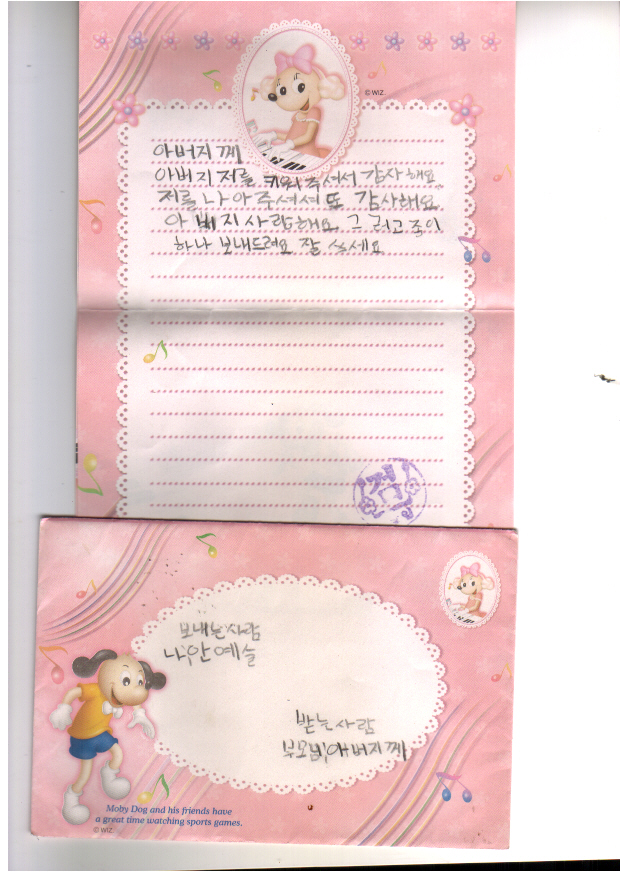 © WIZ.
아버지께
아버지 저를 키워 주셔서 감사해요
저를 나아 주셔셔 또 감사해요
아버지 사랑해요 그러고 종이
하나 보내드려요 잘 쓰세요
검
보내는사람
나,안예슬
받는사람
부모님,아버지께
Moby Dog and his friends have
a great time watching sports games.
© WIZ.